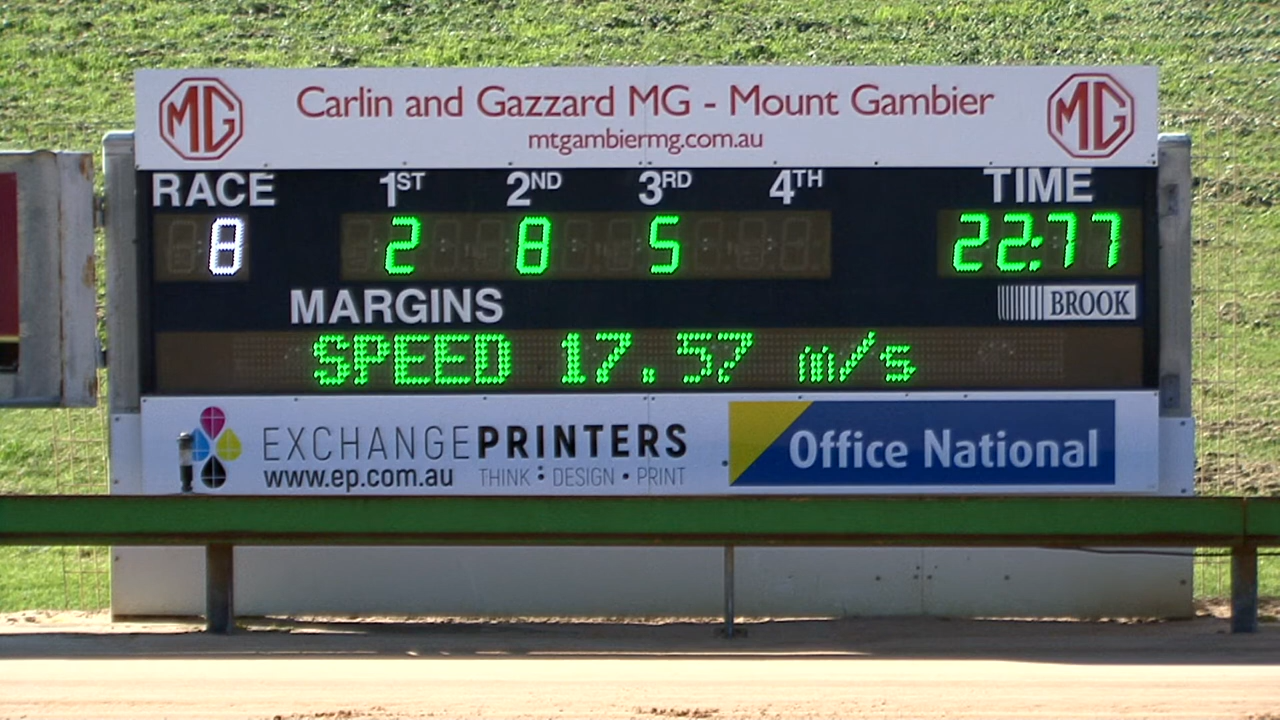 MG Carlin and Gazzard MG - Mount Gambier MG
mtgambiermg.com.au
RACE 1ST 2ND 3RD 4TH TIME
8 2 8 5 22:77
MARGINS BROOK
SPEED 17.57 m/s
EXCHANGEPRINTERS Office National
www.ep.com.au THINK : DESIGN • PRINT